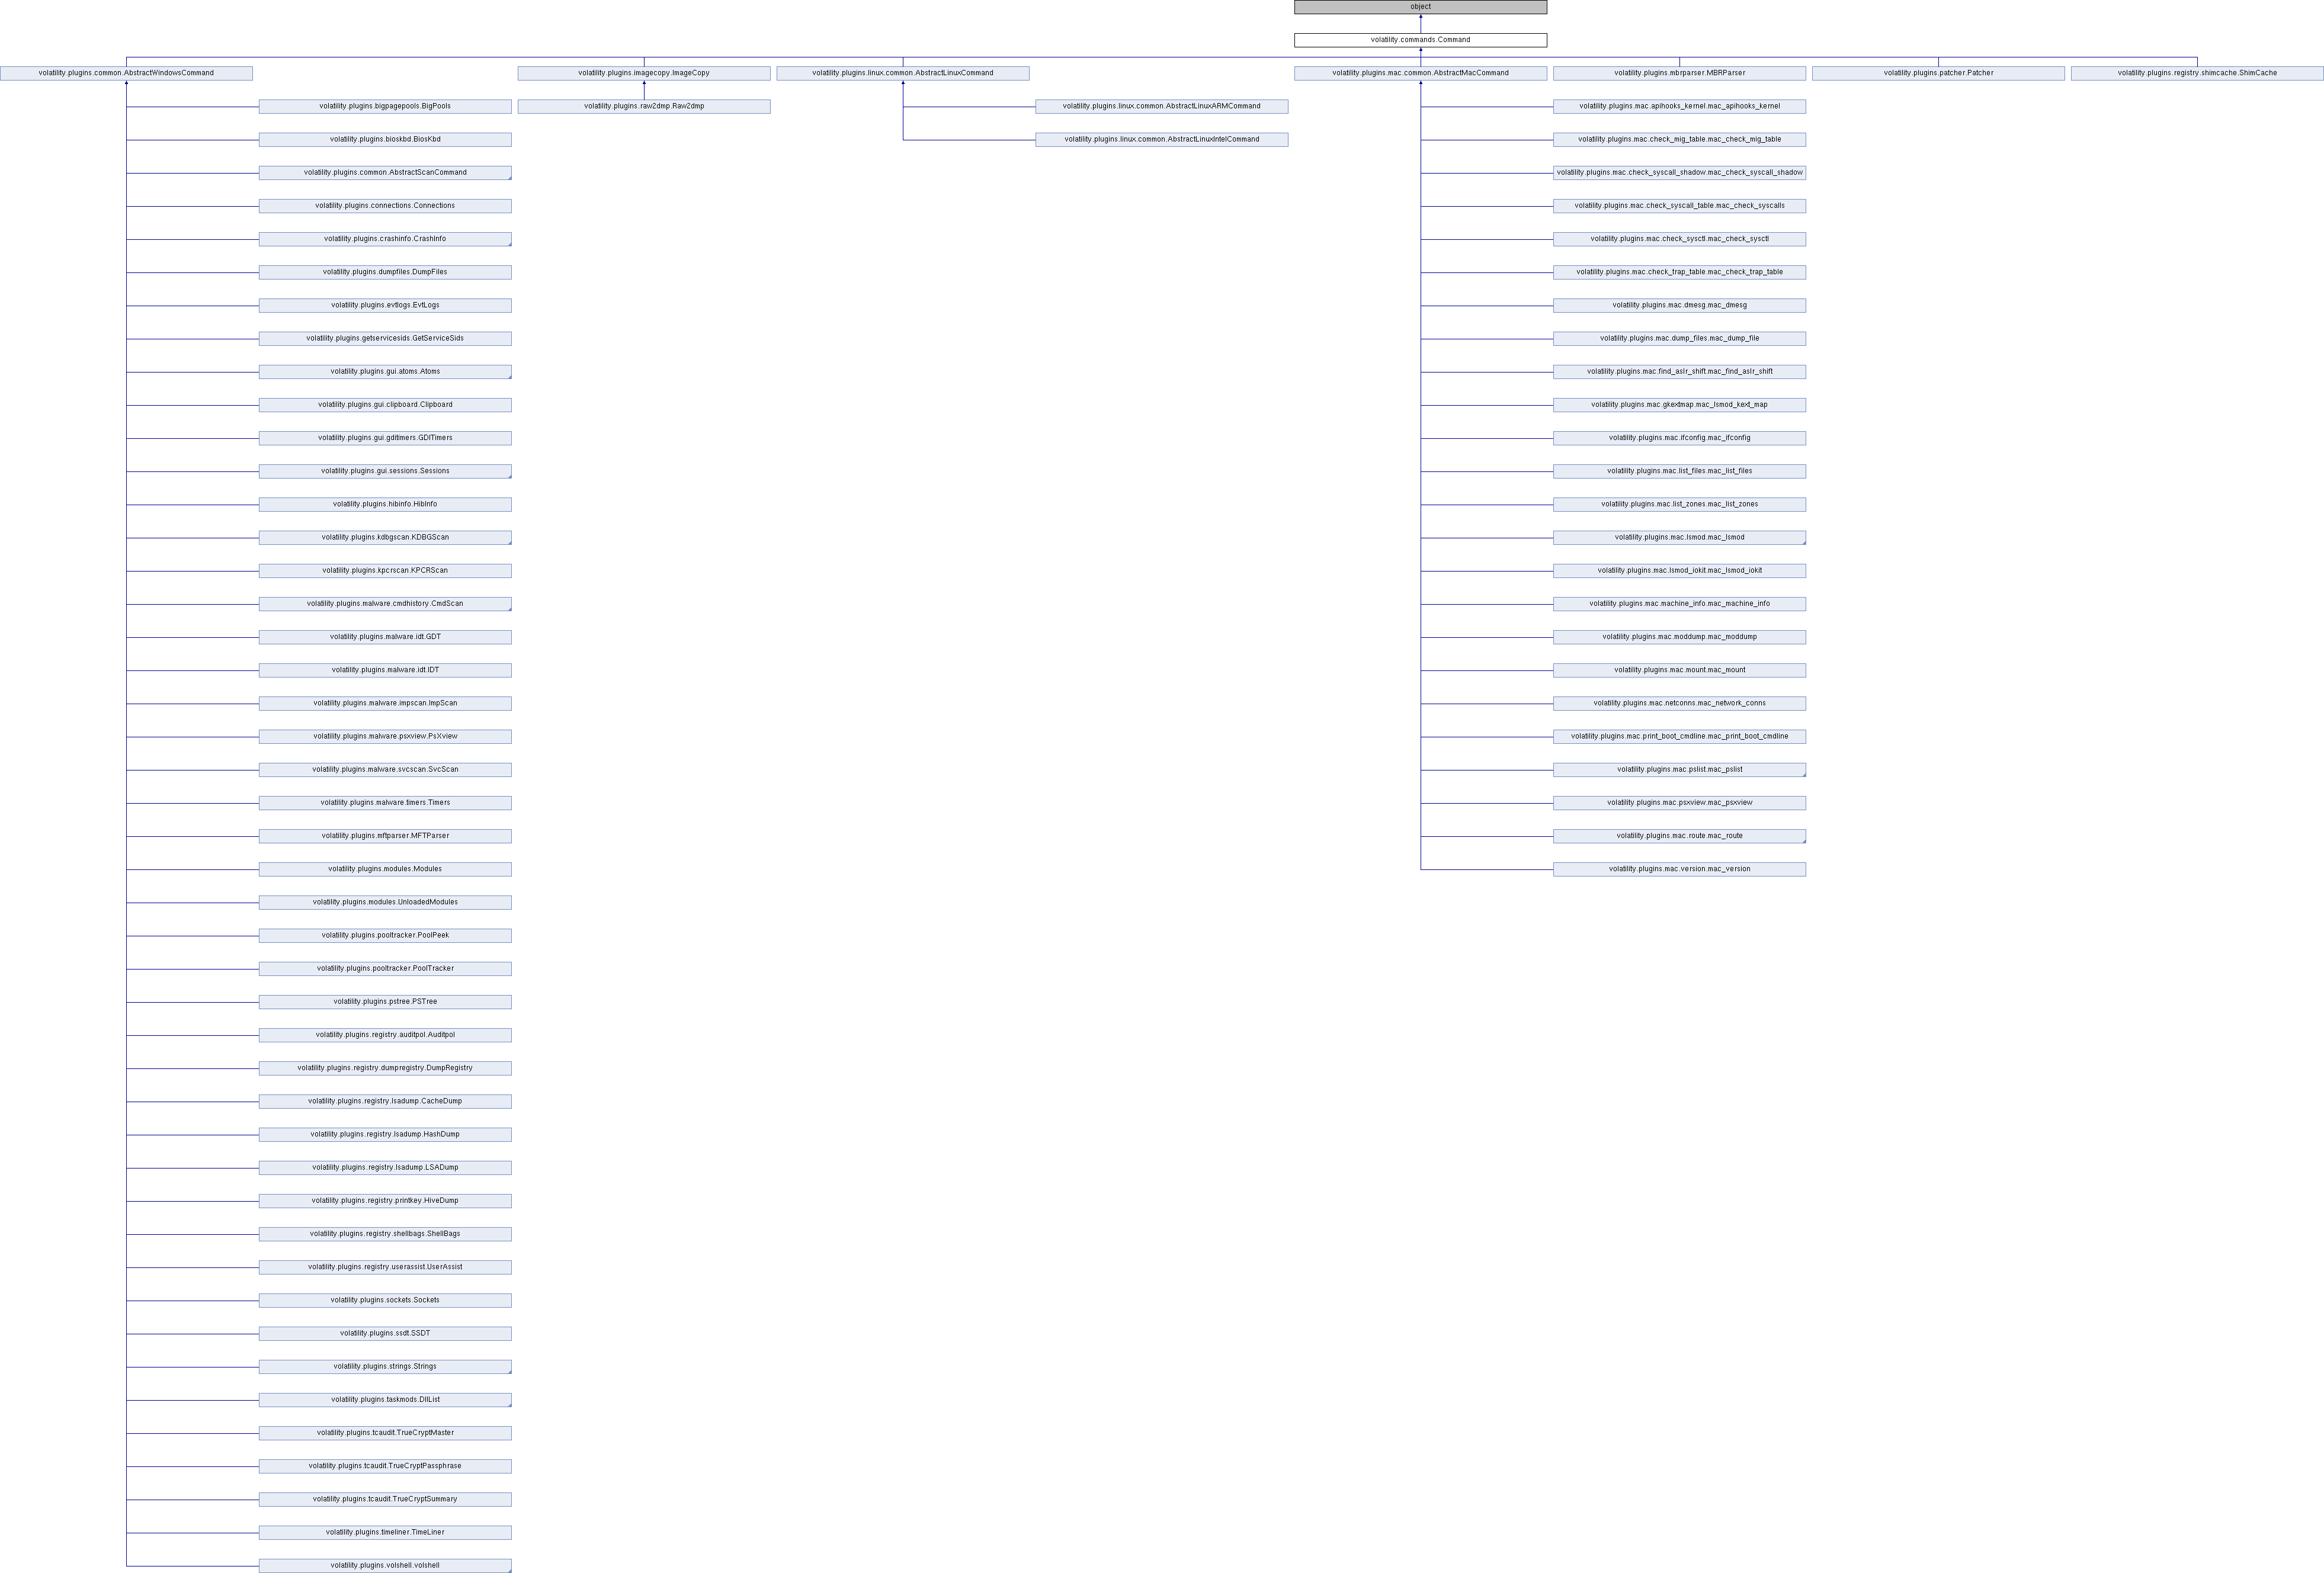 object
volatility.commands.Command
volatility.plugins.common.AbstractWindowsCommand
volatility.plugins.imagecopy.ImageCopy
volatility.plugins.linux.common.AbstractLinuxCommand
volatility.plugins.mac.common.AbstractMacCommand
volatility.plugins.mbrparser.MBRParser
volatility.plugins.patcher.Patcher
volatility.plugins.registry.shimcache.ShimCache
volatility.plugins.bigpagepools.BigPools
volatility.plugins.raw2dmp.Raw2dmp
volatility.plugins.linux.common.AbstractLinuxARMCommand
volatility.plugins.mac.apihooks_kernel.mac_apihooks_kernel
volatility.plugins.bioskbd.BiosKbd
volatility.plugins.linux.common.AbstractLinuxIntelCommand
volatility.plugins.mac.check_mig_table.mac_check_mig_table
volatility.plugins.common.AbstractScanCommand
volatility.plugins.mac.check_syscall_shadow.mac_check_syscall_shadow
volatility.plugins.connections.Connections
volatility.plugins.mac.check_syscall_table.mac_check_syscalls
volatility.plugins.crashinfo.CrashInfo
volatility.plugins.mac.check_sysctl.mac_check_sysctl
volatility.plugins.dumpfiles.DumpFiles
volatility.plugins.mac.check_trap_table.mac_check_trap_table
volatility.plugins.evtlogs.EvtLogs
volatility.plugins.mac.dmesg.mac_dmesg
volatility.plugins.getservicesids.GetServiceSids
volatility.plugins.mac.dump_files.mac_dump_file
volatility.plugins.gui.atoms.Atoms
volatility.plugins.mac.find_aslr_shift.mac_find_aslr_shift
volatility.plugins.gui.clipboard.Clipboard
volatility.plugins.mac.gkextmap.mac_lsmod_kext_map
volatility.plugins.gui.gditimers.GDITimers
volatility.plugins.mac.ifconfig.mac_ifconfig
volatility.plugins.gui.sessions.Sessions
volatility.plugins.mac.list_files.mac_list_files
volatility.plugins.hibinfo.HibInfo
volatility.plugins.mac.list_zones.mac_list_zones
volatility.plugins.kdbgscan.KDBGScan
volatility.plugins.mac.lsmod.mac_lsmod
volatility.plugins.kpcrscan.KPCRScan
volatility.plugins.mac.lsmod_iokit.mac_lsmod_iokit
volatility.plugins.malware.cmdhistory.CmdScan
volatility.plugins.mac.machine_info.mac_machine_info
volatility.plugins.malware.idt.GDT
volatility.plugins.mac.moddump.mac_moddump
volatility.plugins.malware.idt.IDT
volatility.plugins.mac.mount.mac_mount
volatility.plugins.malware.impscan.ImpScan
volatility.plugins.mac.netconns.mac_network_conns
volatility.plugins.malware.psxview.PsXview
volatility.plugins.mac.print_boot_cmdline.mac_print_boot_cmdline
volatility.plugins.malware.svcscan.SvcScan
volatility.plugins.mac.pslist.mac_pslist
volatility.plugins.malware.timers.Timers
volatility.plugins.mac.psxview.mac_psxview
volatility.plugins.mftparser.MFTParser
volatility.plugins.mac.route.mac_route
volatility.plugins.modules.Modules
volatility.plugins.mac.version.mac_version
volatility.plugins.modules.UnloadedModules
volatility.plugins.pooltracker.PoolPeek
volatility.plugins.pooltracker.PoolTracker
volatility.plugins.pstree.PSTree
volatility.plugins.registry.auditpol.Auditpol
volatility.plugins.registry.dumpregistry.DumpRegistry
volatility.plugins.registry.lsadump.CacheDump
volatility.plugins.registry.lsadump.HashDump
volatility.plugins.registry.lsadump.LSADump
volatility.plugins.registry.printkey.HiveDump
volatility.plugins.registry.shellbags.ShellBags
volatility.plugins.registry.userassist.UserAssist
volatility.plugins.sockets.Sockets
volatility.plugins.ssdt.SSDT
volatility.plugins.strings.Strings
volatility.plugins.taskmods.DllList
volatility.plugins.tcaudit.TrueCryptMaster
volatility.plugins.tcaudit.TrueCryptPassphrase
volatility.plugins.tcaudit.TrueCryptSummary
volatility.plugins.timeliner.TimeLiner
volatility.plugins.volshell.volshell